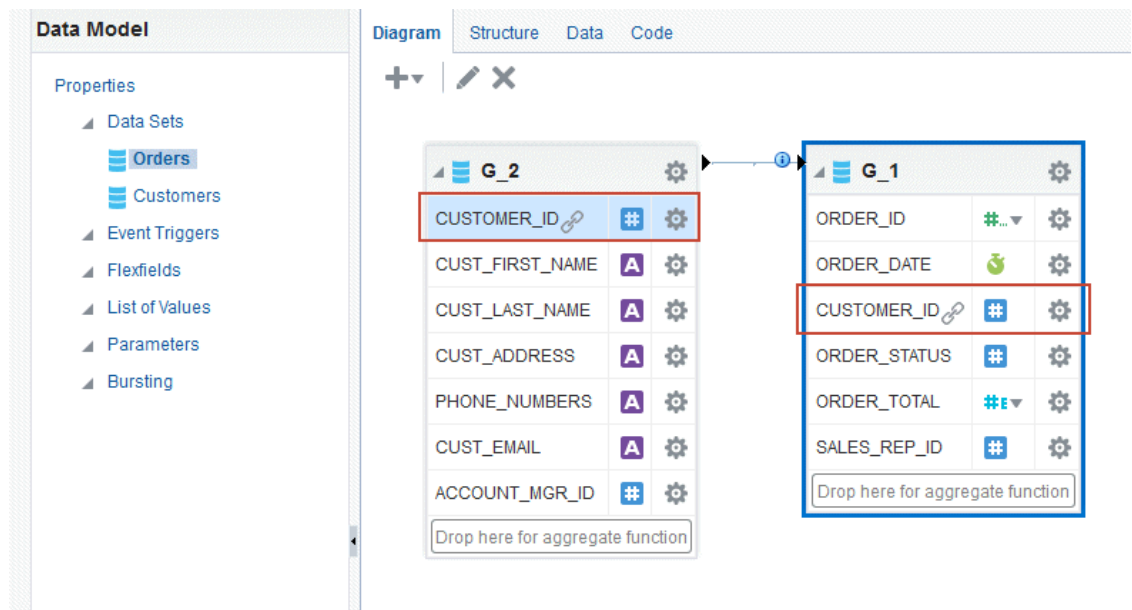 Data Model
Properties
Data Sets
Orders
Customers
Event Triggers
Flexfields
List of Values
Parameters
Bursting
Diagram Structure Data Code
G_2
CUSTOMER_ID #
CUST_FIRST_NAME A
CUST_LAST_NAME A
CUST_ADDRESS A
PHONE_NUMBERS A
CUST_EMAIL A
ACCOUNT_MGR_ID #
Drop here for aggregate function
i
G_1
ORDER_ID #...
ORDER_DATE
CUSTOMER_ID #
ORDER_STATUS #
ORDER_TOTAL #E
SALES_REP_ID #
Drop here for aggregate function